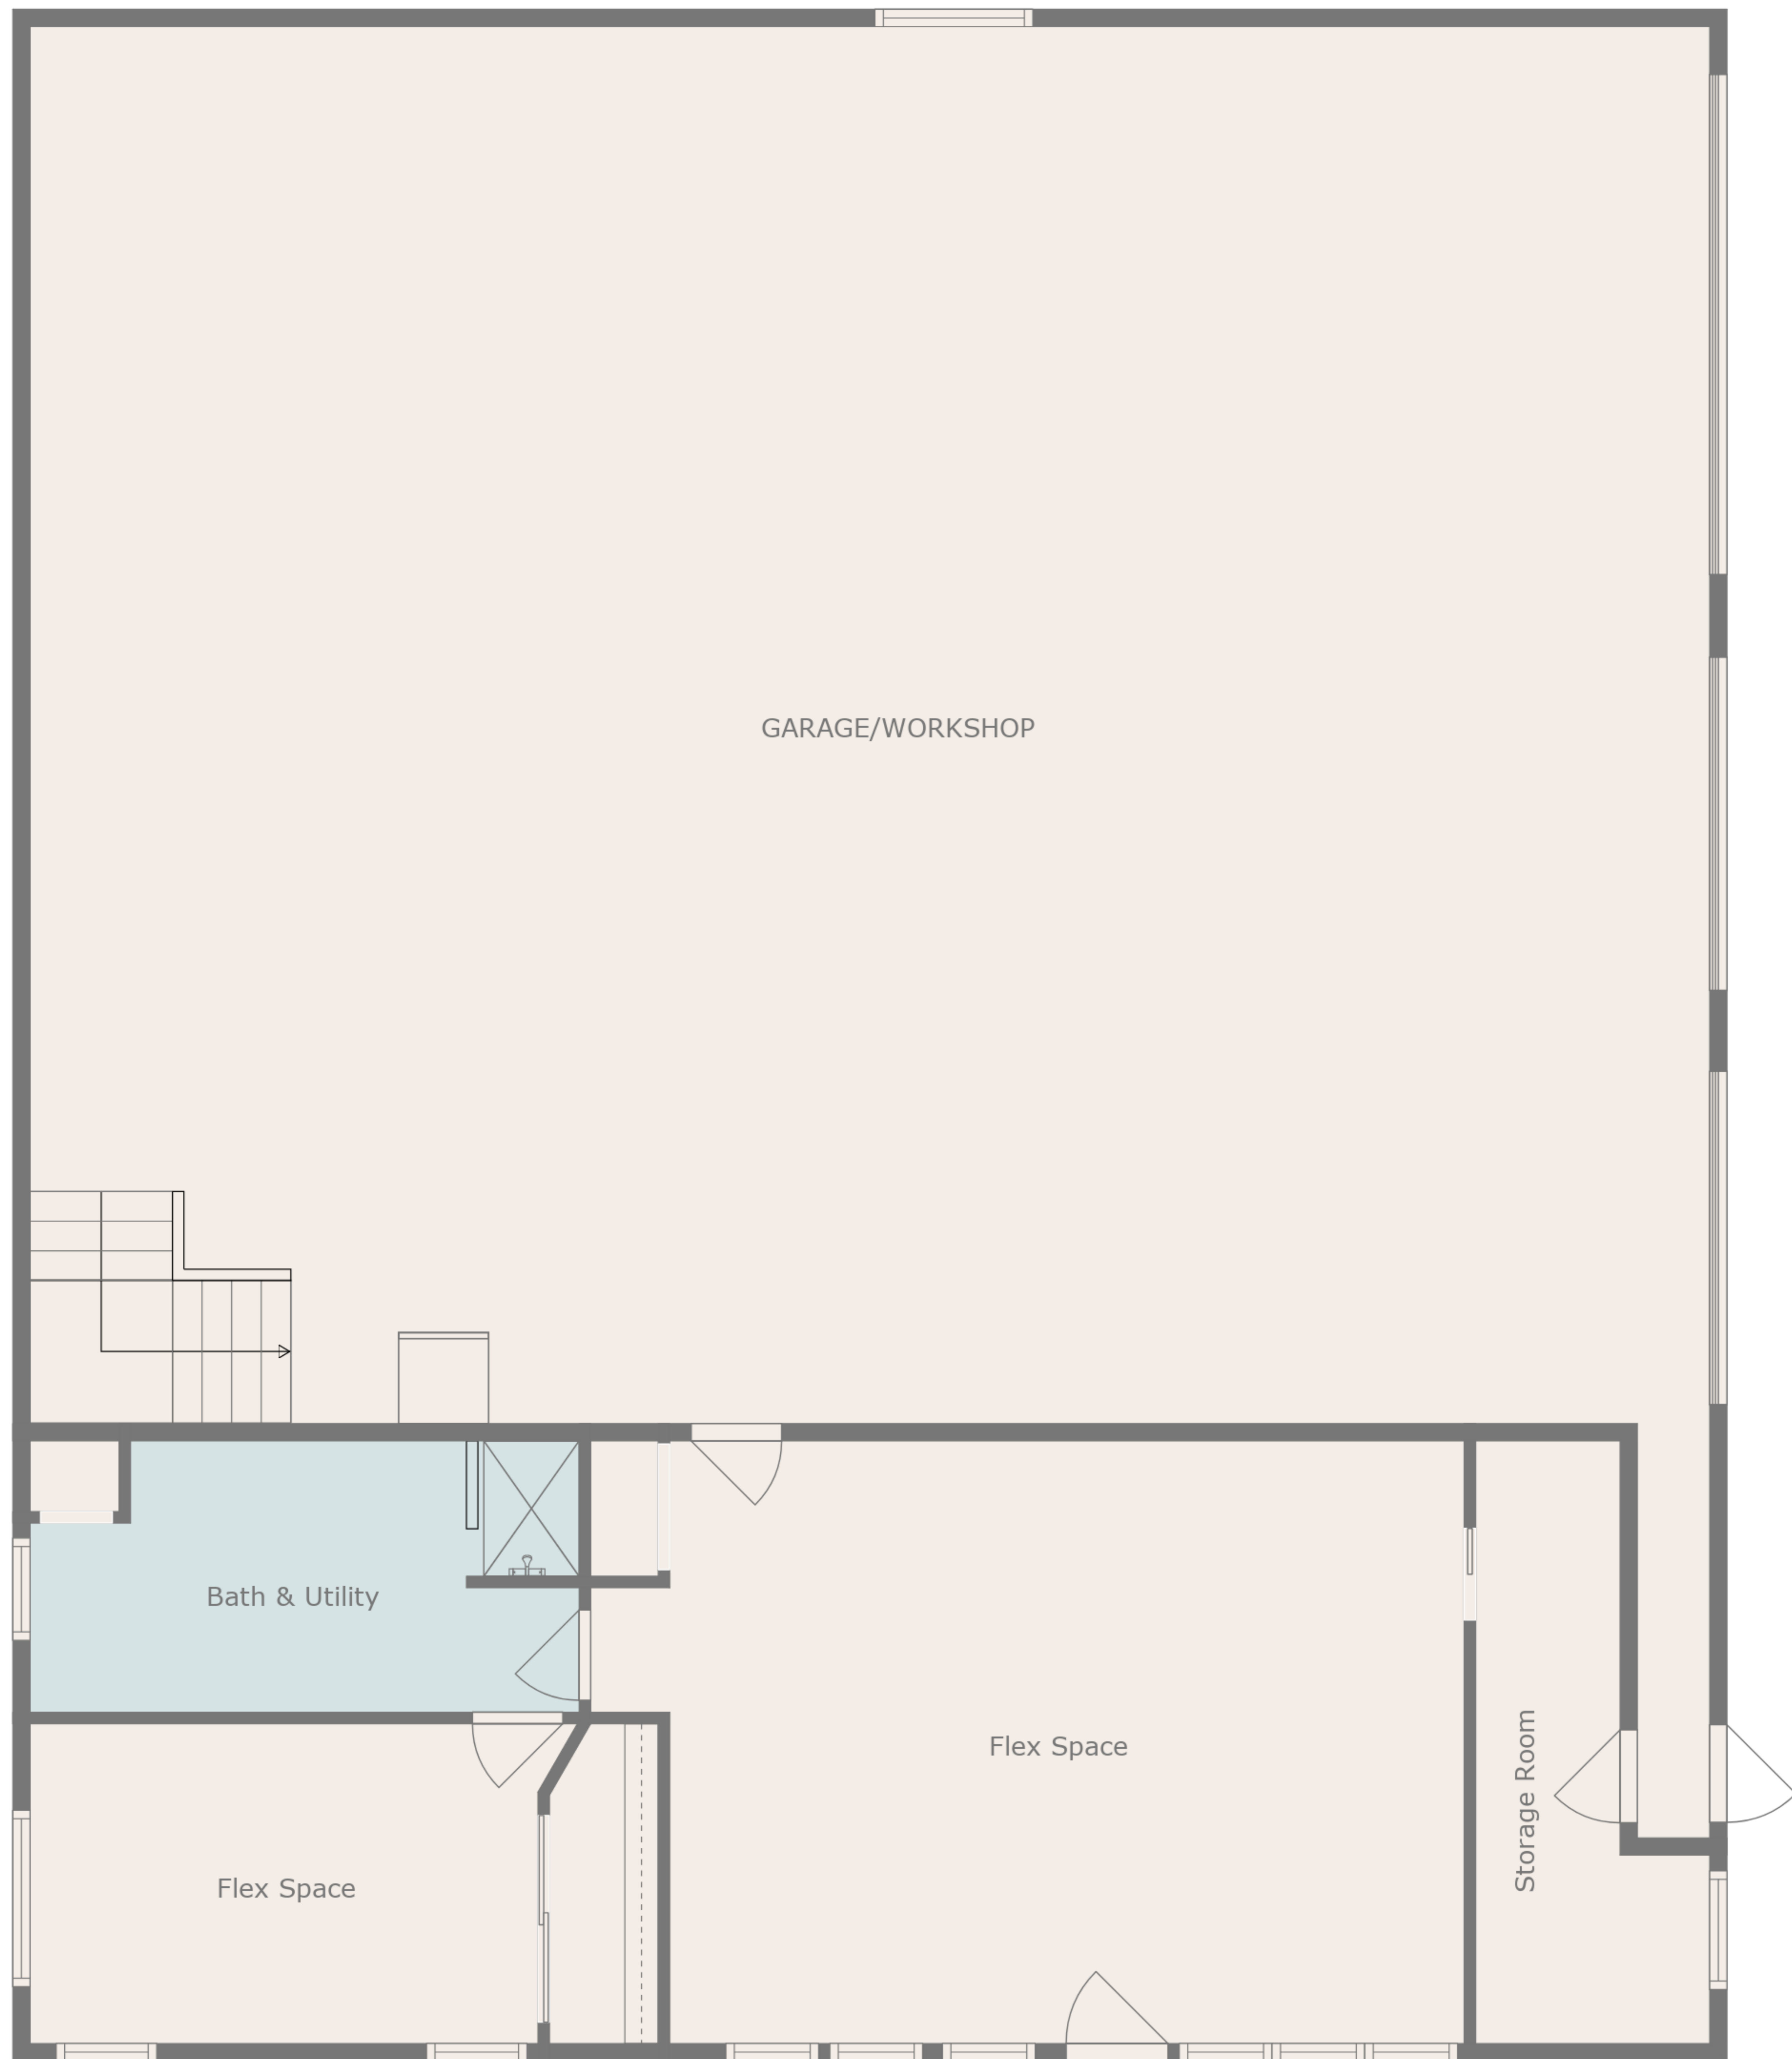 GARAGE/WORKSHOP
Bath & Utility
Flex Space
Storage Room
Flex Space